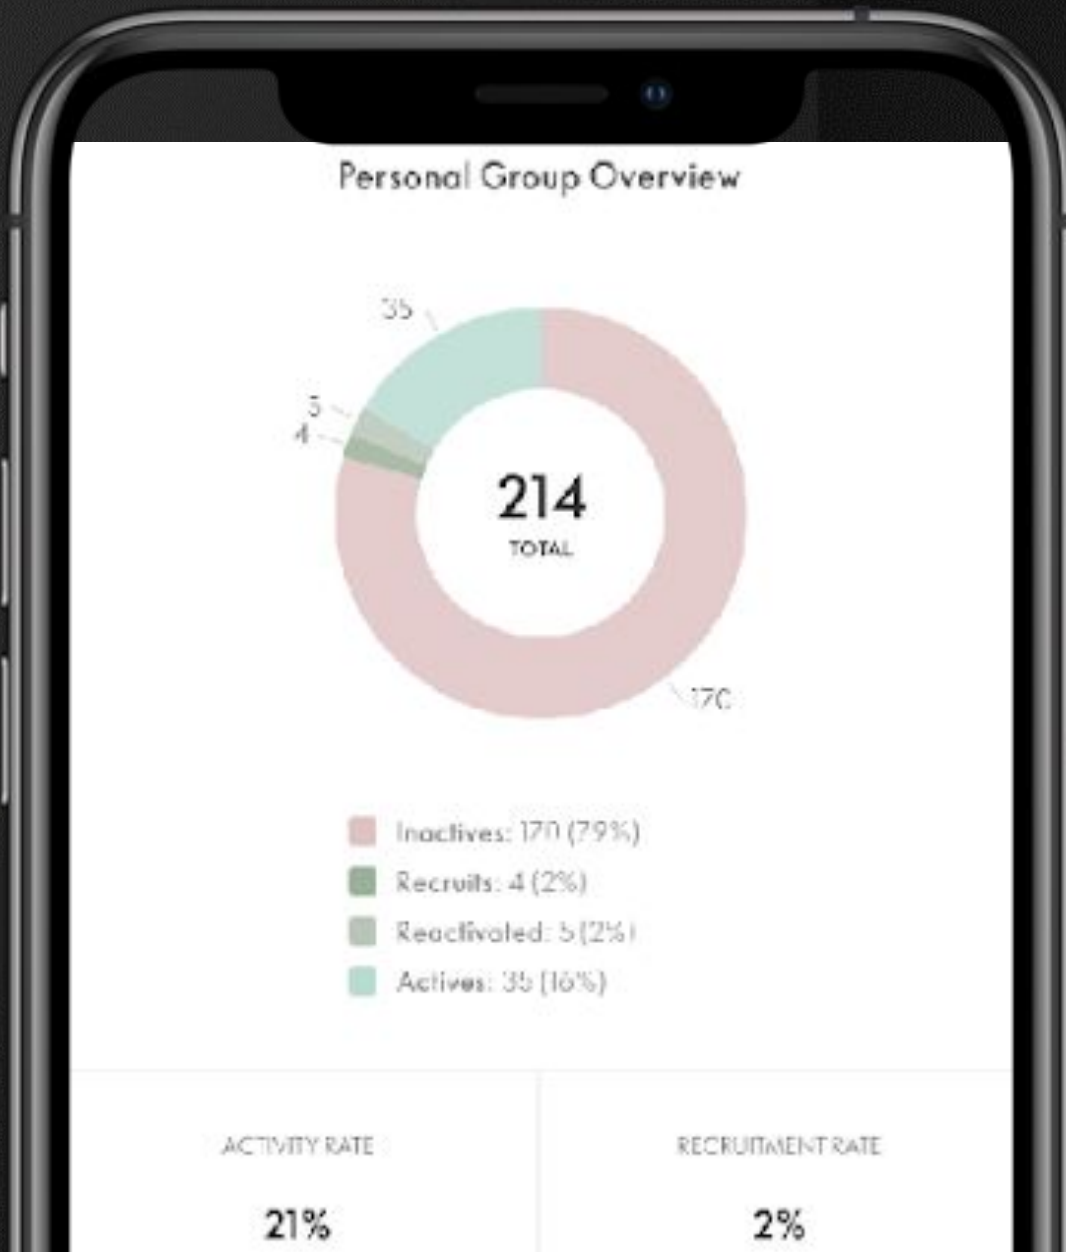 Personal Group Overview
35
5
4
214
TOTAL
170
Inactives: 170 (79%)
Recruits: 4 (2%)
Reactivated: 5 (2%)
Actives: 35 (16%)
ACTIVITY RATE
RECRUITMENT RATE
21%
2%